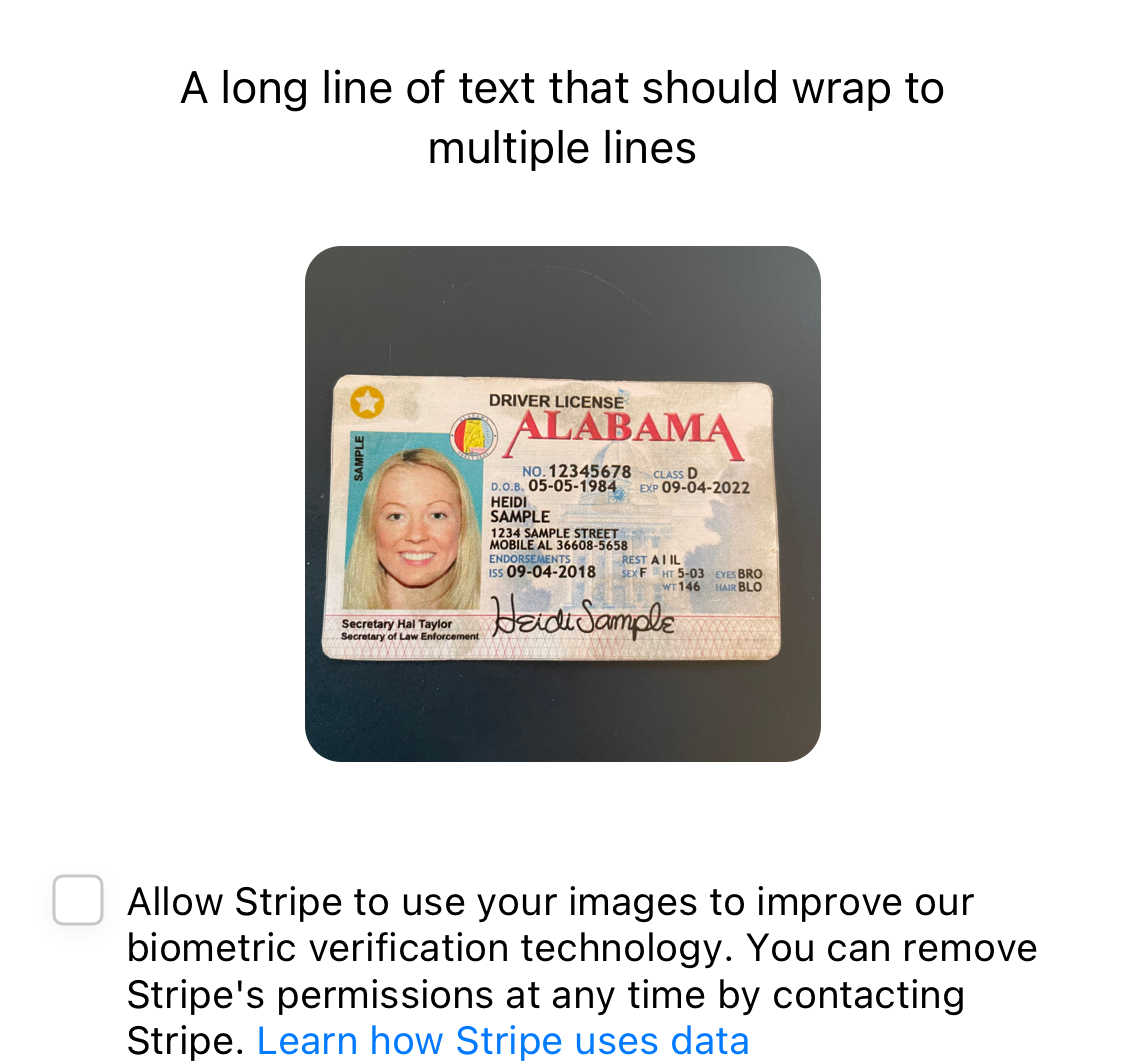 A long line of text that should wrap to
multiple lines
DRIVER LICENSE
ALABAMA
SAMPLE
NO. 12345678 CLASS D
D.O.B. 05-05-1984 EXP 09-04-2022
HEIDI
SAMPLE
1234 SAMPLE STREET
MOBILE AL 36608-5658
ENDORSEMENTS REST A I IL
ISS 09-04-2018 SEX F HT 5-03 EYES BRO
WT 146 HAIR BLO
Secretary Hal Taylor
Secretary of Law Enforcement
Heidi Sample
Allow Stripe to use your images to improve our
biometric verification technology. You can remove
Stripe's permissions at any time by contacting
Stripe. Learn how Stripe uses data